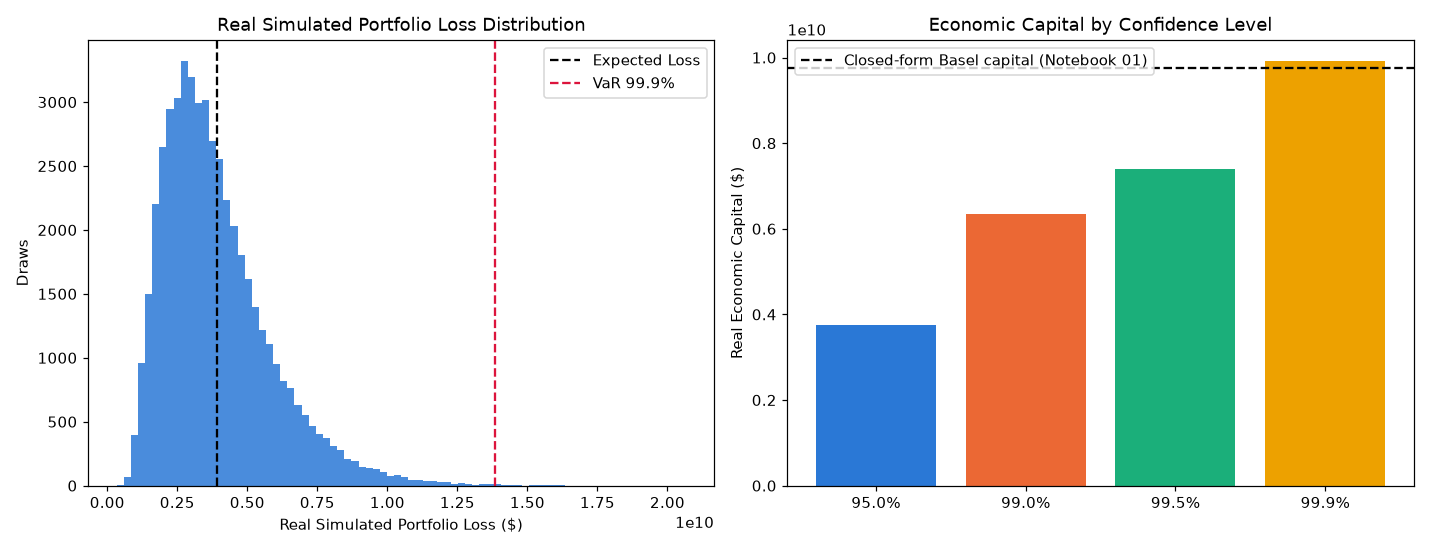 Real Simulated Portfolio Loss Distribution
Expected Loss
VaR 99.9%
3000
2500
2000
1500
1000
500
0
Draws
0.00 0.25 0.50 0.75 1.00 1.25 1.50 1.75 2.00
1e10
Real Simulated Portfolio Loss ($)
Economic Capital by Confidence Level
1e10
Closed-form Basel capital (Notebook 01)
1.0
0.8
0.6
0.4
0.2
0.0
Real Economic Capital ($)
95.0% 99.0% 99.5% 99.9%